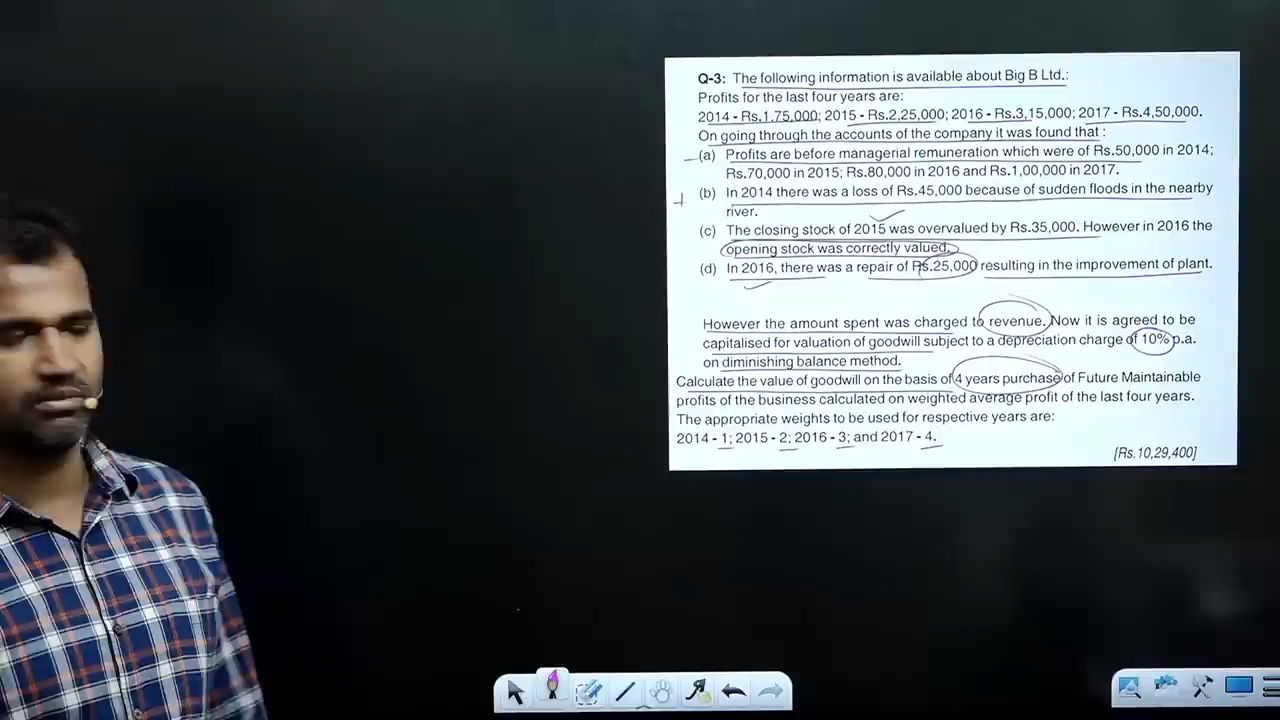 Q-3: The following information is available about Big B Ltd.:
Profits for the last four years are:
2014 - Rs.1,75,000; 2015 - Rs.2,25,000; 2016 - Rs.3,15,000; 2017 - Rs.4,50,000.
On going through the accounts of the company it was found that :
(a) Profits are before managerial remuneration which were of Rs.50,000 in 2014;
Rs.70,000 in 2015; Rs.80,000 in 2016 and Rs.1,00,000 in 2017.
(b) In 2014 there was a loss of Rs.45,000 because of sudden floods in the nearby
river.
(c) The closing stock of 2015 was overvalued by Rs.35,000. However in 2016 the
opening stock was correctly valued.
(d) In 2016, there was a repair of Rs.25,000 resulting in the improvement of plant.
However the amount spent was charged to revenue. Now it is agreed to be
capitalised for valuation of goodwill subject to a depreciation charge of 10% p.a.
on diminishing balance method.
Calculate the value of goodwill on the basis of 4 years purchase of Future Maintainable
profits of the business calculated on weighted average profit of the last four years.
The appropriate weights to be used for respective years are:
2014 - 1; 2015 - 2; 2016 - 3; and 2017 - 4.
[Rs.10,29,400]